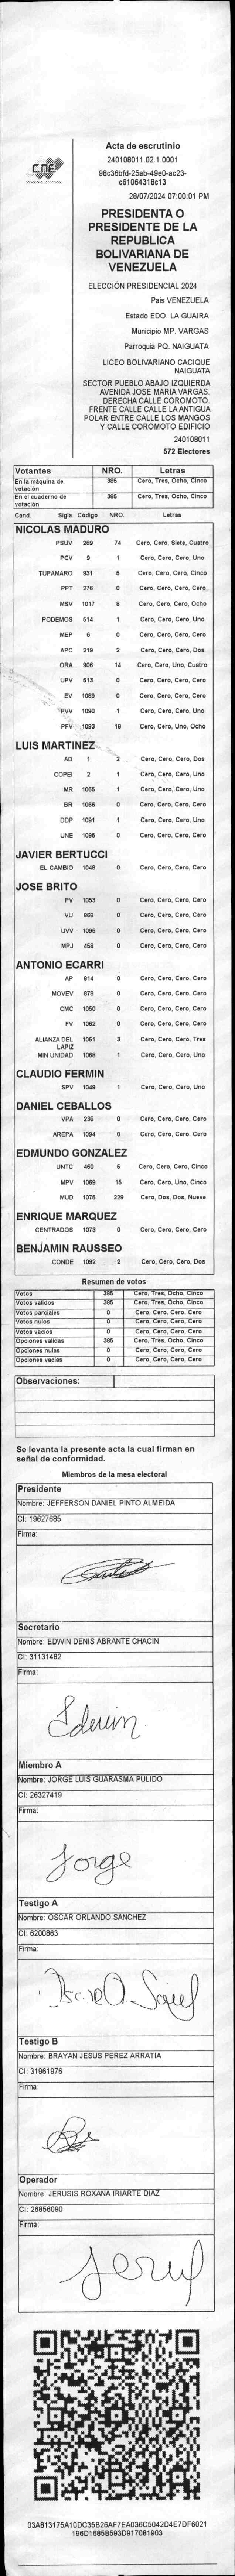 CNE
Acta de escrutinio
240108011.02.1.0001
98c36bfd-25ab-49e0-ac23-
c61064318c13
28/07/2024 07:00:01 PM
PRESIDENTA O
PRESIDENTE DE LA
REPUBLICA
BOLIVARIANA DE
VENEZUELA
ELECCIÓN PRESIDENCIAL 2024
Pais VENEZUELA
Estado EDO. LA GUAIRA
Municipio MP. VARGAS
Parroquia PQ. NAIGUATA
LICEO BOLIVARIANO CACIQUE
NAIGUATA
SECTOR PUEBLO ABAJO IZQUIERDA
AVENIDA JOSE MARIA VARGAS.
DERECHA CALLE COROMOTO.
FRENTE CALLE CALLE LA ANTIGUA
POLAR ENTRE CALLE LOS MANGOS
Y CALLE COROMOTO EDIFICIO
240108011
572 Electores
Votantes NRO. Letras
En la máquina de votación 385 Cero, Tres, Ocho, Cinco
En el cuaderno de votación 385 Cero, Tres, Ocho, Cinco
Cand. Sigla Código NRO. Letras
NICOLAS MADURO
PSUV 269 74 Cero, Cero, Siete, Cuatro
PCV 9 1 Cero, Cero, Cero, Uno
TUPAMARO 931 5 Cero, Cero, Cero, Cinco
PPT 275 0 Cero, Cero, Cero, Cero
MSV 1017 8 Cero, Cero, Cero, Ocho
PODEMOS 514 1 Cero, Cero, Cero, Uno
MEP 6 0 Cero, Cero, Cero, Cero
APC 219 2 Cero, Cero, Cero, Dos
ORA 906 14 Cero, Cero, Uno, Cuatro
UPV 513 0 Cero, Cero, Cero, Cero
EV 1089 0 Cero, Cero, Cero, Cero
PVV 1090 1 Cero, Cero, Cero, Uno
PFV 1093 18 Cero, Cero, Uno, Ocho
LUIS MARTINEZ
AD 1 2 Cero, Cero, Cero, Dos
COPEI 2 1 Cero, Cero, Cero, Uno
MR 1065 1 Cero, Cero, Cero, Uno
BR 1066 0 Cero, Cero, Cero, Cero
DDP 1091 1 Cero, Cero, Cero, Uno
UNE 1095 0 Cero, Cero, Cero, Cero
JAVIER BERTUCCI
EL CAMBIO 1048 0 Cero, Cero, Cero, Cero
JOSE BRITO
PV 1053 0 Cero, Cero, Cero, Cero
VU 868 0 Cero, Cero, Cero, Cero
UVV 1096 0 Cero, Cero, Cero, Cero
MPJ 458 0 Cero, Cero, Cero, Cero
ANTONIO ECARRI
AP 814 0 Cero, Cero, Cero, Cero
MOVEV 879 0 Cero, Cero, Cero, Cero
CMC 1050 0 Cero, Cero, Cero, Cero
FV 1062 0 Cero, Cero, Cero, Cero
ALIANZA DEL LAPIZ 1051 3 Cero, Cero, Cero, Tres
MIN UNIDAD 1068 1 Cero, Cero, Cero, Uno
CLAUDIO FERMIN
SPV 1049 1 Cero, Cero, Cero, Uno
DANIEL CEBALLOS
VPA 236 0 Cero, Cero, Cero, Cero
AREPA 1094 0 Cero, Cero, Cero, Cero
EDMUNDO GONZALEZ
UNTC 460 5 Cero, Cero, Cero, Cinco
MPV 1069 15 Cero, Cero, Uno, Cinco
MUD 1075 229 Cero, Dos, Dos, Nueve
ENRIQUE MARQUEZ
CENTRADOS 1073 0 Cero, Cero, Cero, Cero
BENJAMIN RAUSSEO
CONDE 1092 2 Cero, Cero, Cero, Dos
Resumen de votos
Votos 385 Cero, Tres, Ocho, Cinco
Votos validos 385 Cero, Tres, Ocho, Cinco
Votos parciales 0 Cero, Cero, Cero, Cero
Votos nulos 0 Cero, Cero, Cero, Cero
Votos vacios 0 Cero, Cero, Cero, Cero
Opciones validas 385 Cero, Tres, Ocho, Cinco
Opciones nulas 0 Cero, Cero, Cero, Cero
Opciones vacias 0 Cero, Cero, Cero, Cero
Observaciones:
Se levanta la presente acta la cual firman en
señal de conformidad.
Miembros de la mesa electoral
Presidente
Nombre: JEFFERSON DANIEL PINTO ALMEIDA
CI: 19627685
Firma:
Secretario
Nombre: EDWIN DENIS ABRANTE CHACIN
CI: 31131482
Firma:
Edwin
Miembro A
Nombre: JORGE LUIS GUARASMA PULIDO
CI: 26327419
Firma:
Jorge
Testigo A
Nombre: OSCAR ORLANDO SANCHEZ
CI: 6200863
Firma:
Testigo B
Nombre: BRAYAN JESUS PEREZ ARRATIA
CI: 31961976
Firma:
Operador
Nombre: JERUSIS ROXANA IRIARTE DIAZ
CI: 26856090
Firma:
03A813175A10DC35B26AF7EA036C5042D4E7DF6021
196D1685B593D917081903